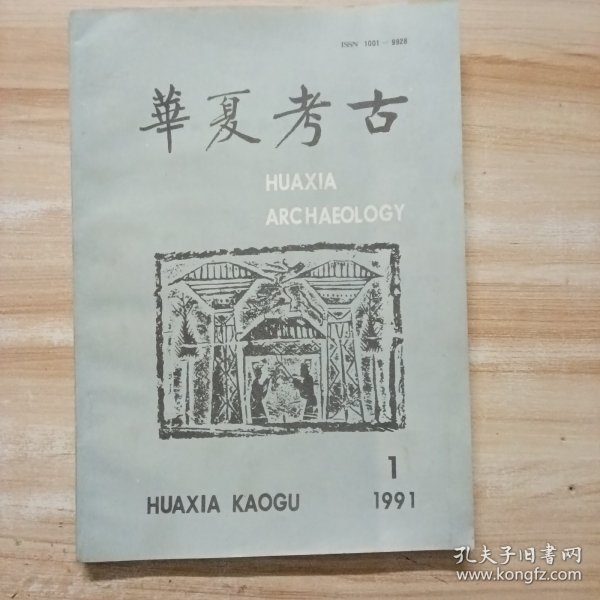 ISSN 1001-9928
華夏考古
HUAXIA
ARCHAEOLOGY
1
HUAXIA KAOGU 1991
孔夫子旧書网
www.kongfz.com